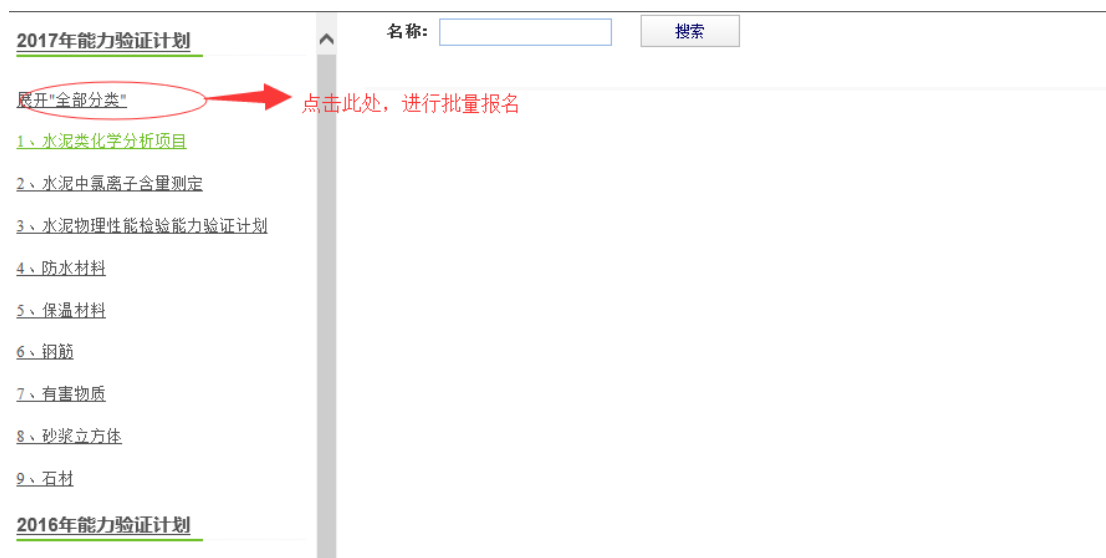 2017年能力验证计划
名称:
搜索
展开"全部分类"
点击此处，进行批量报名
1、水泥类化学分析项目
2、水泥中氯离子含量测定
3、水泥物理性能检验能力验证计划
4、防水材料
5、保温材料
6、钢筋
7、有害物质
8、砂浆立方体
9、石材
2016年能力验证计划